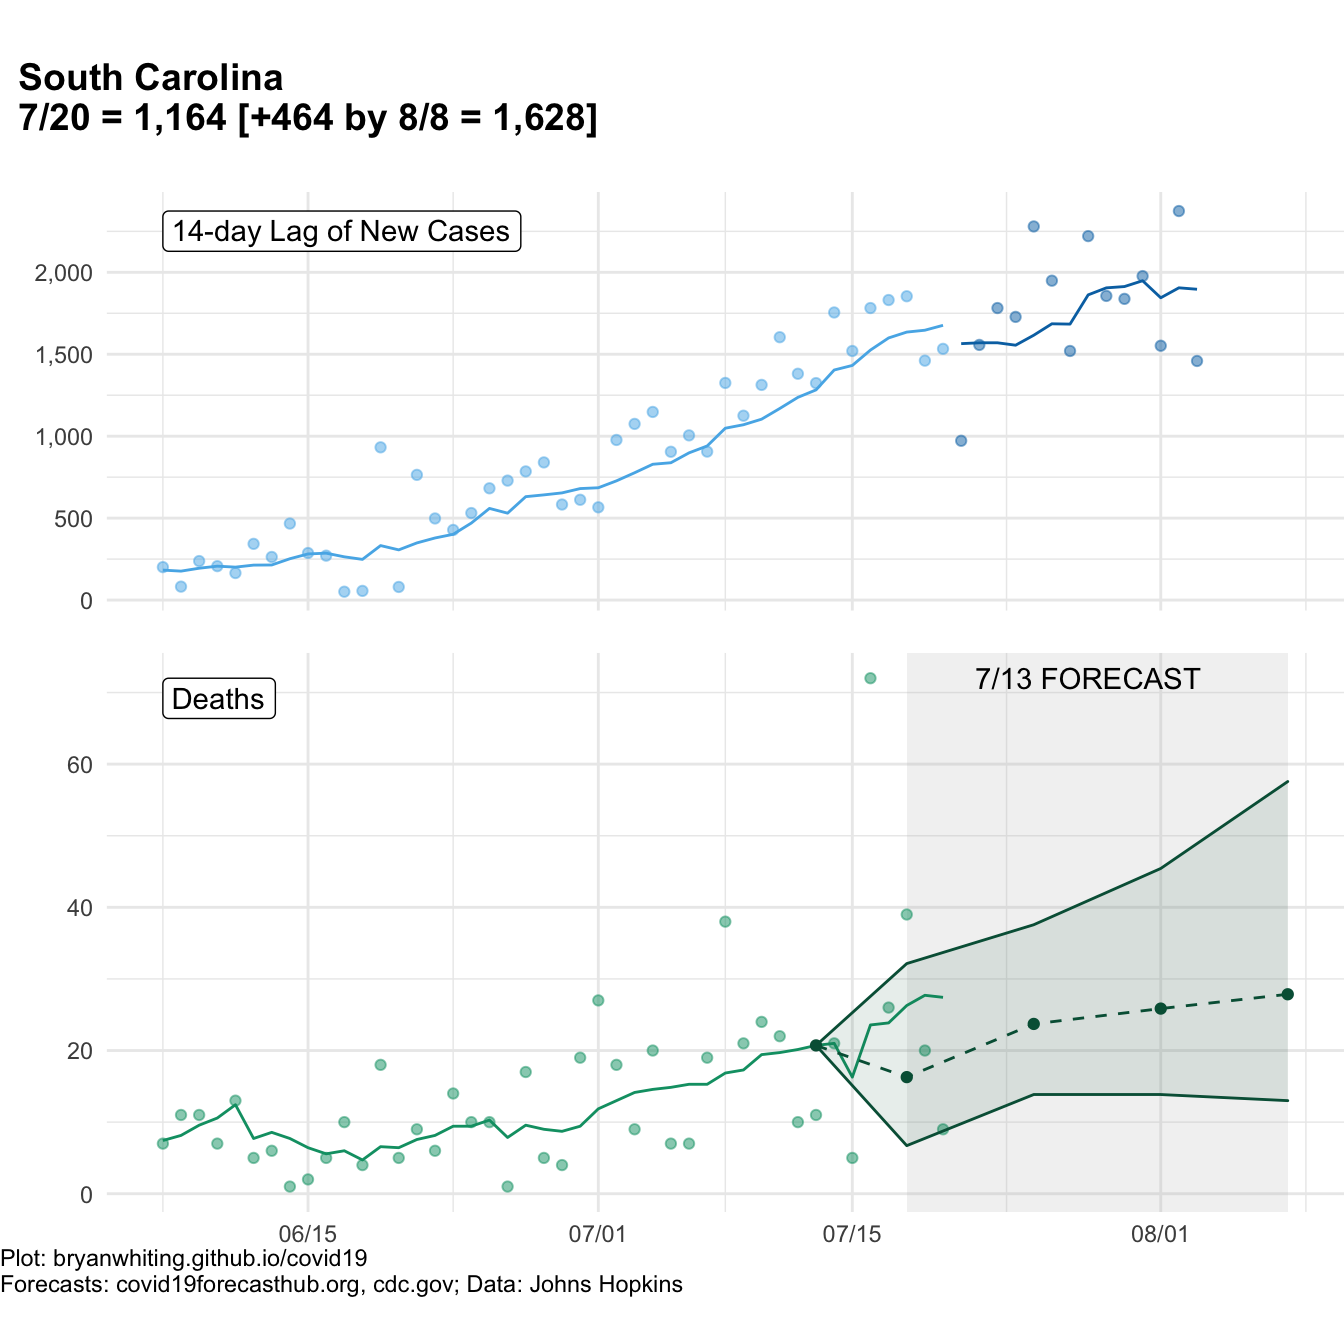 South Carolina
7/20 = 1,164 [+464 by 8/8 = 1,628]
14-day Lag of New Cases
2,000
1,500
1,000
500
0
Deaths
7/13 FORECAST
60
40
20
0
06/15
07/01
07/15
08/01
Plot: bryanwhiting.github.io/covid19
Forecasts: covid19forecasthub.org, cdc.gov; Data: Johns Hopkins